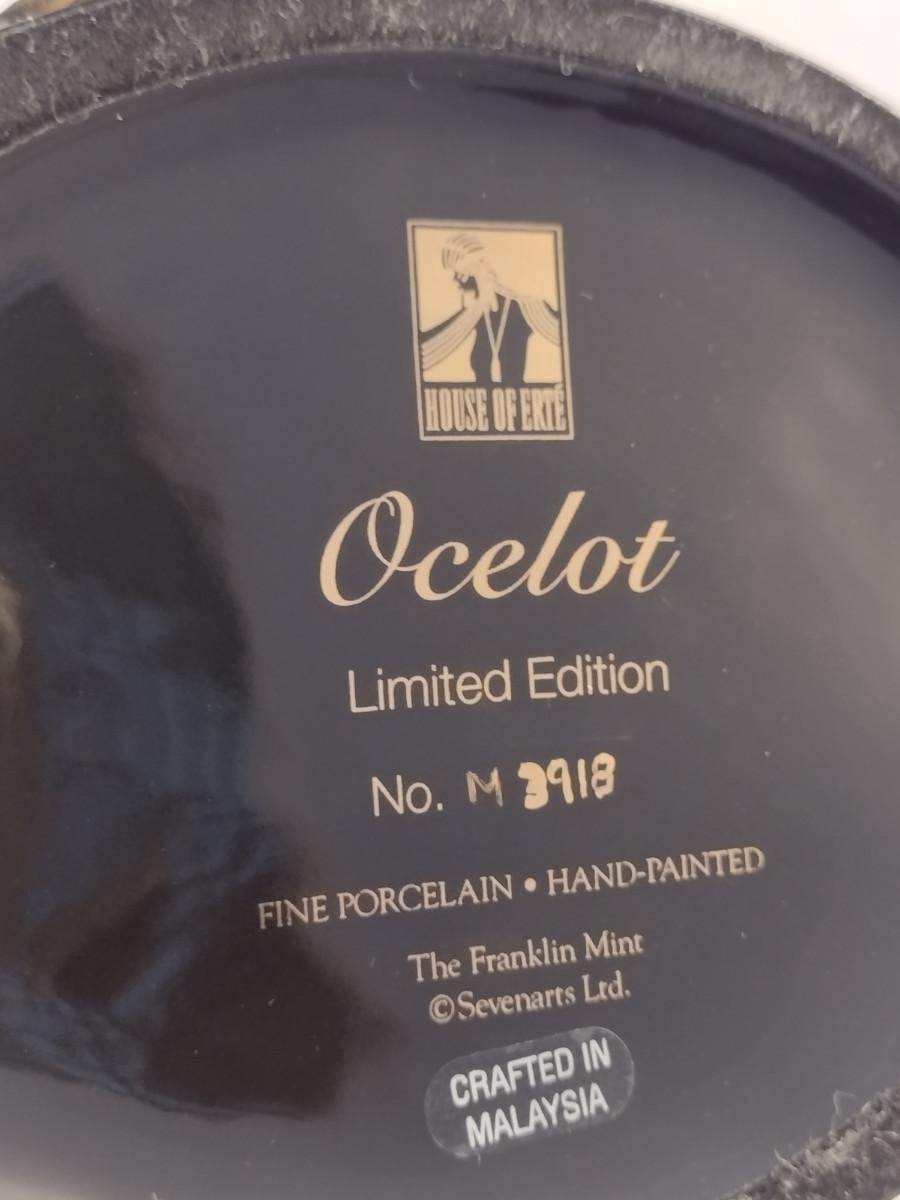 HOUSE OF ERTÉ
Ocelot
Limited Edition
No. M 3918
FINE PORCELAIN • HAND-PAINTED
The Franklin Mint
©Sevenarts Ltd.
CRAFTED IN
MALAYSIA